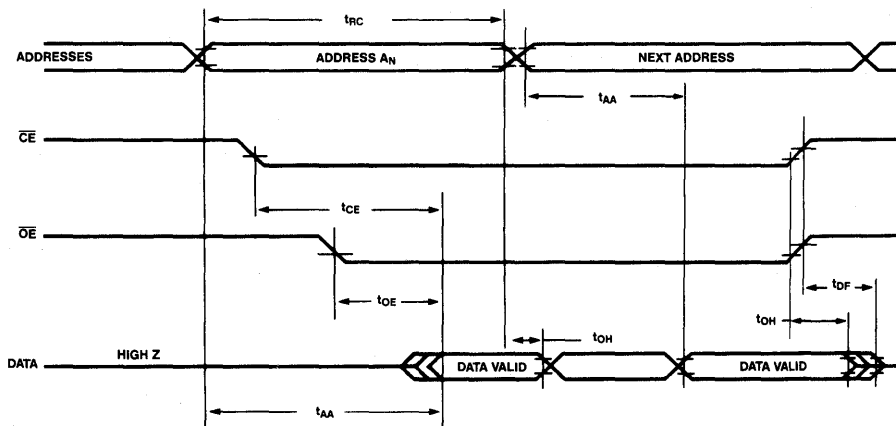 tRC
ADDRESSES
ADDRESS AN
NEXT ADDRESS
tAA
CE
tCE
OE
tOE
tDF
tOH
tOH
HIGH Z
DATA
DATA VALID
DATA VALID
tAA